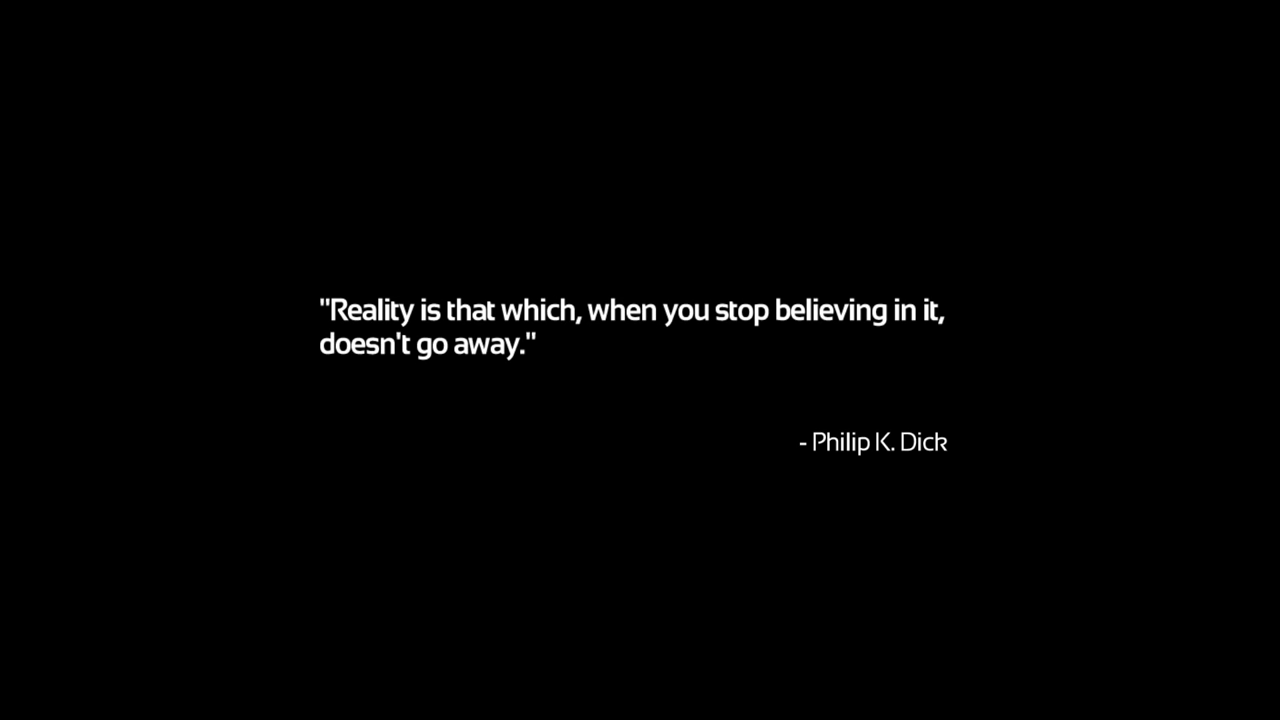 "Reality is that which, when you stop believing in it,
doesn't go away."
- Philip K. Dick